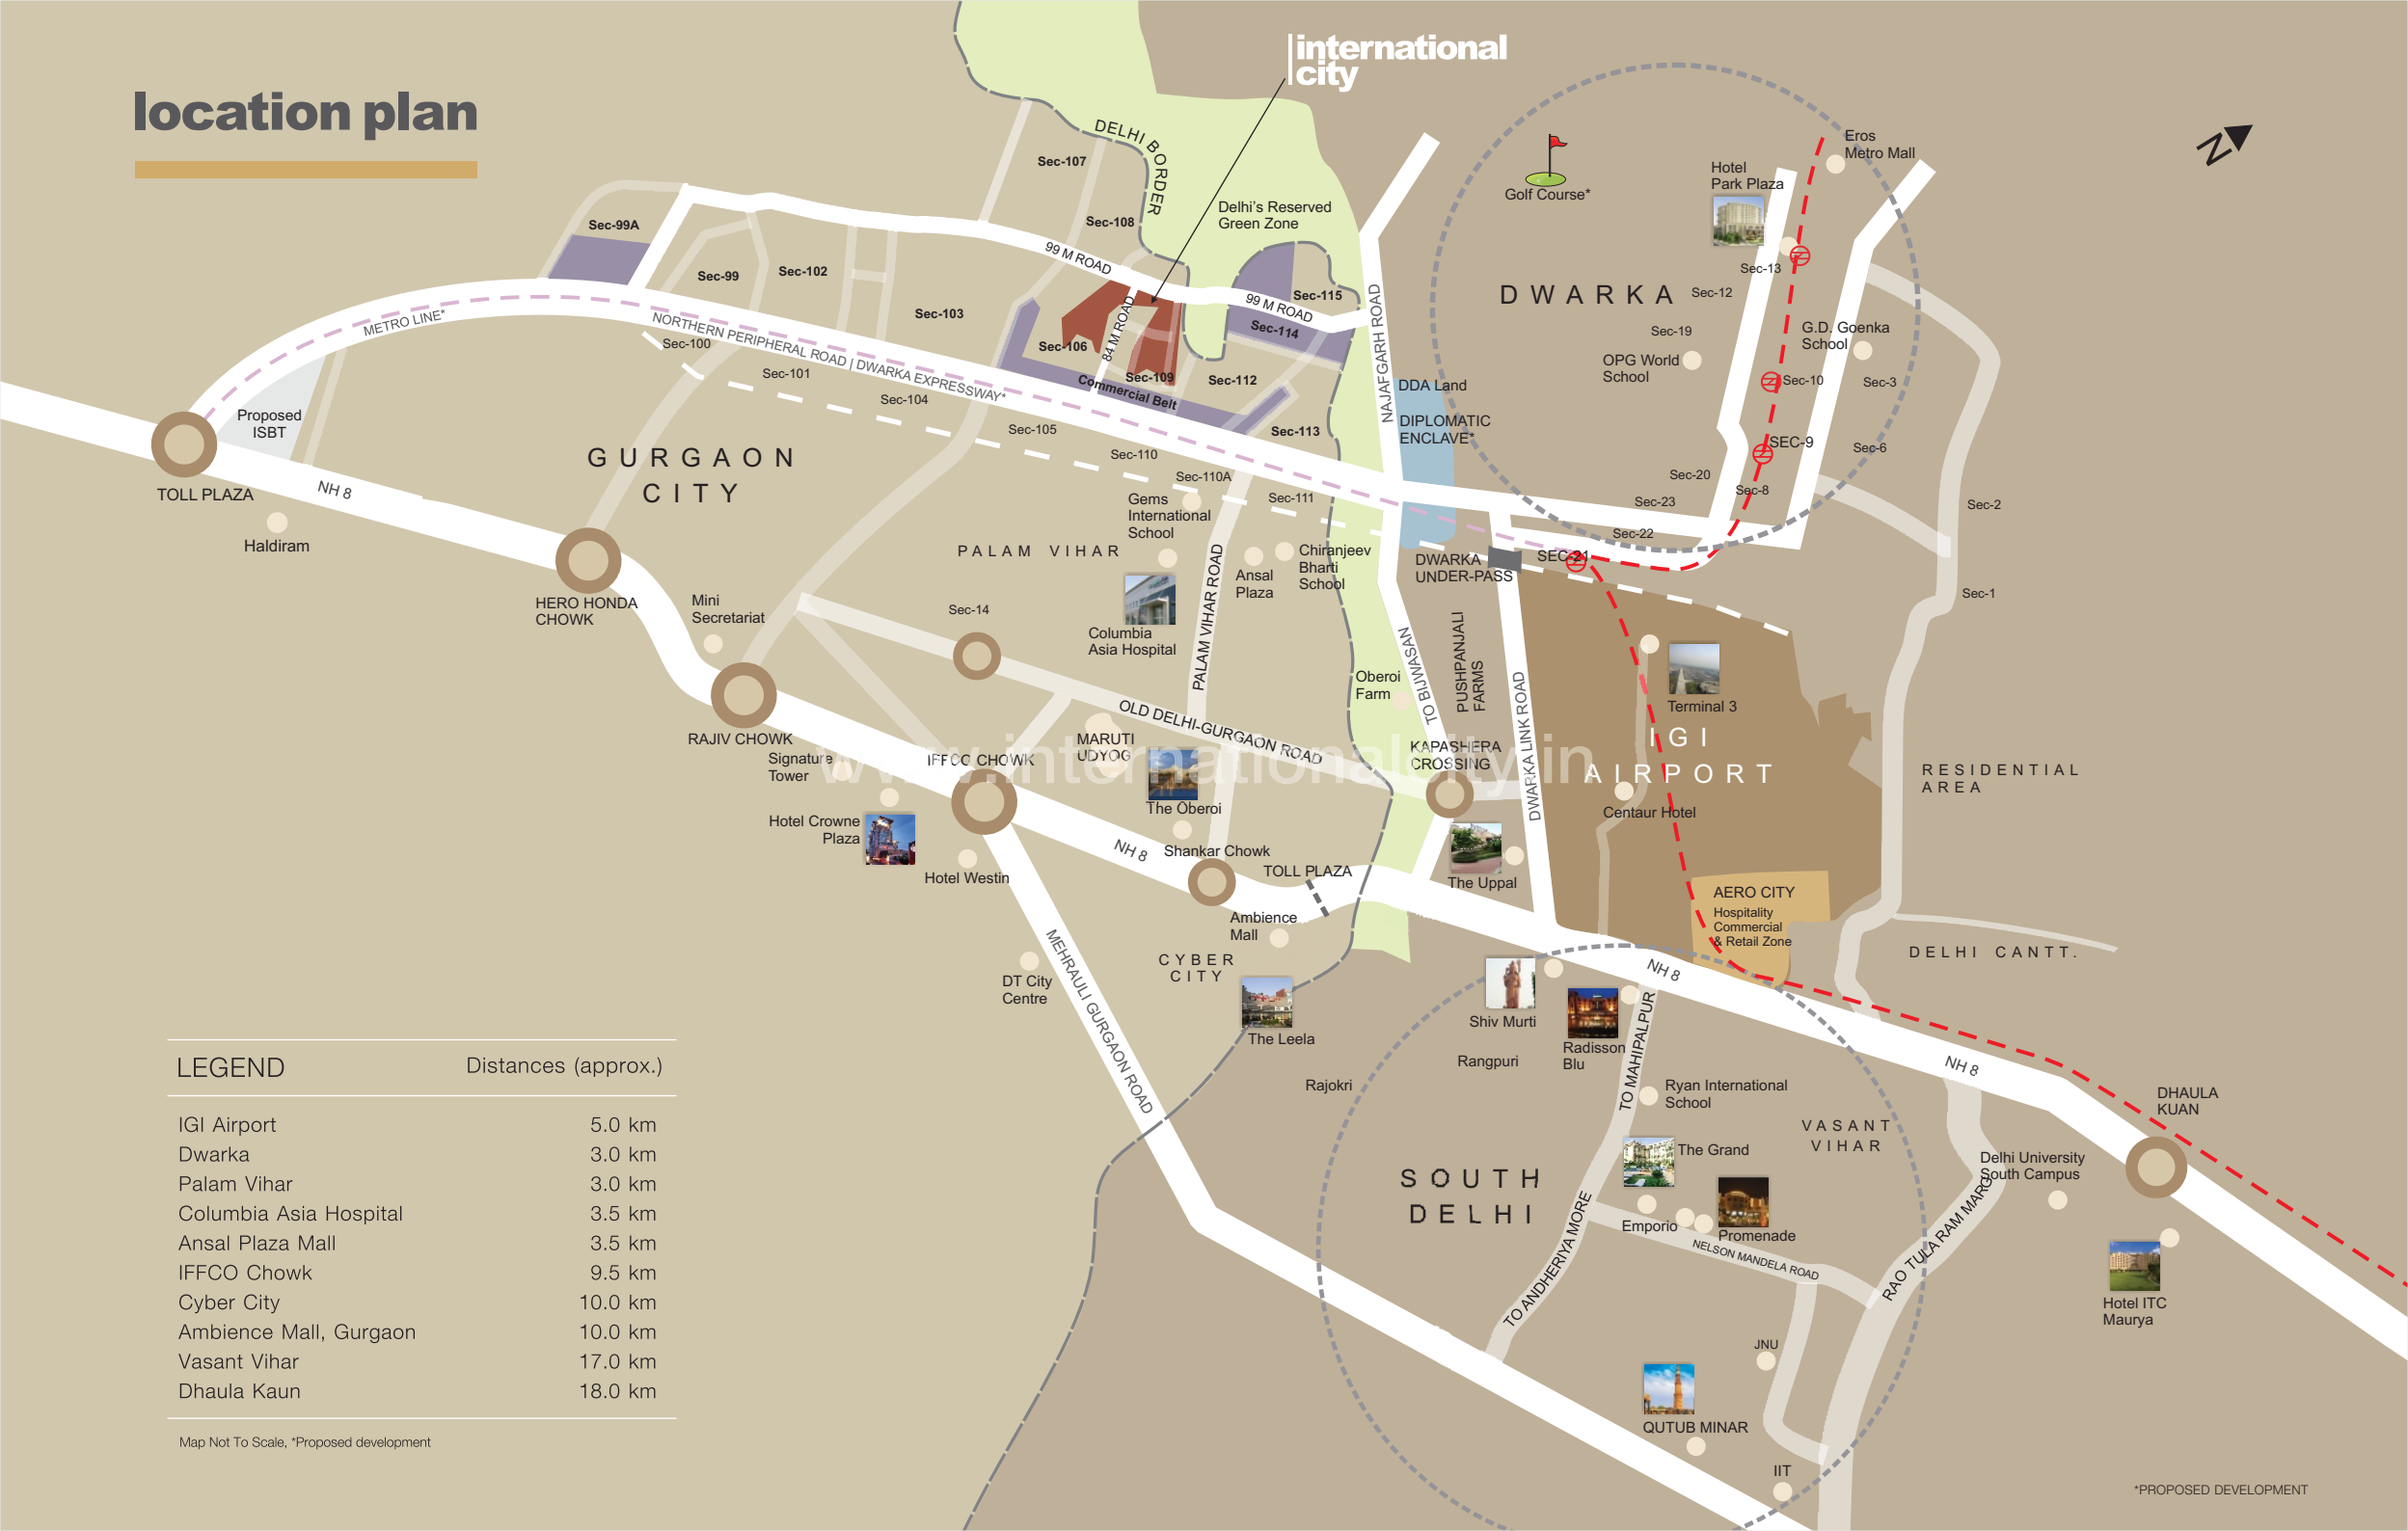 location plan
international
city
DELHI BORDER
Delhi's Reserved
Green Zone
Golf Course*
Hotel
Park Plaza
Eros
Metro Mall
N
Sec-107
Sec-108
Sec-99A
Sec-99
Sec-102
Sec-103
99 M ROAD
84 M ROAD
Sec-106
Sec-109
Commercial Belt
99 M ROAD
Sec-115
Sec-114
Sec-112
Sec-113
METRO LINE*
NORTHERN PERIPHERAL ROAD | DWARKA EXPRESSWAY*
Sec-100
Sec-101
Sec-104
Sec-105
Sec-110
Sec-110A
Sec-111
NAJAFGARH ROAD
DDA Land
DIPLOMATIC
ENCLAVE*
DWARKA
Sec-13
Sec-12
Sec-19
OPG World
School
G.D. Goenka
School
Sec-10
Sec-3
SEC-9
Sec-6
Sec-20
Sec-8
Sec-23
Sec-22
SEC-21
Sec-2
Sec-1
Proposed
ISBT
TOLL PLAZA
NH 8
Haldiram
GURGAON
CITY
HERO HONDA
CHOWK
Mini
Secretariat
RAJIV CHOWK
Signature
Tower
Hotel Crowne
Plaza
IFFCO CHOWK
Hotel Westin
PALAM VIHAR
Gems
International
School
Columbia
Asia Hospital
Ansal
Plaza
Chiranjeev
Bharti
School
PALAM VIHAR ROAD
Sec-14
OLD DELHI-GURGAON ROAD
MARUTI
UDYOG
The Oberoi
NH 8
Shankar Chowk
TOLL PLAZA
Ambience
Mall
CYBER
CITY
The Leela
DT City
Centre
MEHRAULI GURGAON ROAD
DWARKA
UNDER-PASS
Oberoi
Farm
TO BIJWASAN
PUSHPANJALI
FARMS
DWARKA LINK ROAD
KAPASHERA
CROSSING
The Uppal
Terminal 3
IGI
AIRPORT
Centaur Hotel
AERO CITY
Hospitality
Commercial
& Retail Zone
RESIDENTIAL
AREA
DELHI CANTT.
www.internationalcity.in
NH 8
NH 8
Shiv Murti
Radisson
Blu
Rangpuri
Rajokri
TO MAHIPALPUR
Ryan International
School
The Grand
VASANT
VIHAR
SOUTH
DELHI
Emporio
Promenade
NELSON MANDELA ROAD
TO ANDHERIYA MORE
RAO TULA RAM MARG
Delhi University
South Campus
DHAULA
KUAN
Hotel ITC
Maurya
JNU
QUTUB MINAR
IIT
LEGEND Distances (approx.)
IGI Airport 5.0 km
Dwarka 3.0 km
Palam Vihar 3.0 km
Columbia Asia Hospital 3.5 km
Ansal Plaza Mall 3.5 km
IFFCO Chowk 9.5 km
Cyber City 10.0 km
Ambience Mall, Gurgaon 10.0 km
Vasant Vihar 17.0 km
Dhaula Kaun 18.0 km
Map Not To Scale, *Proposed development
*PROPOSED DEVELOPMENT